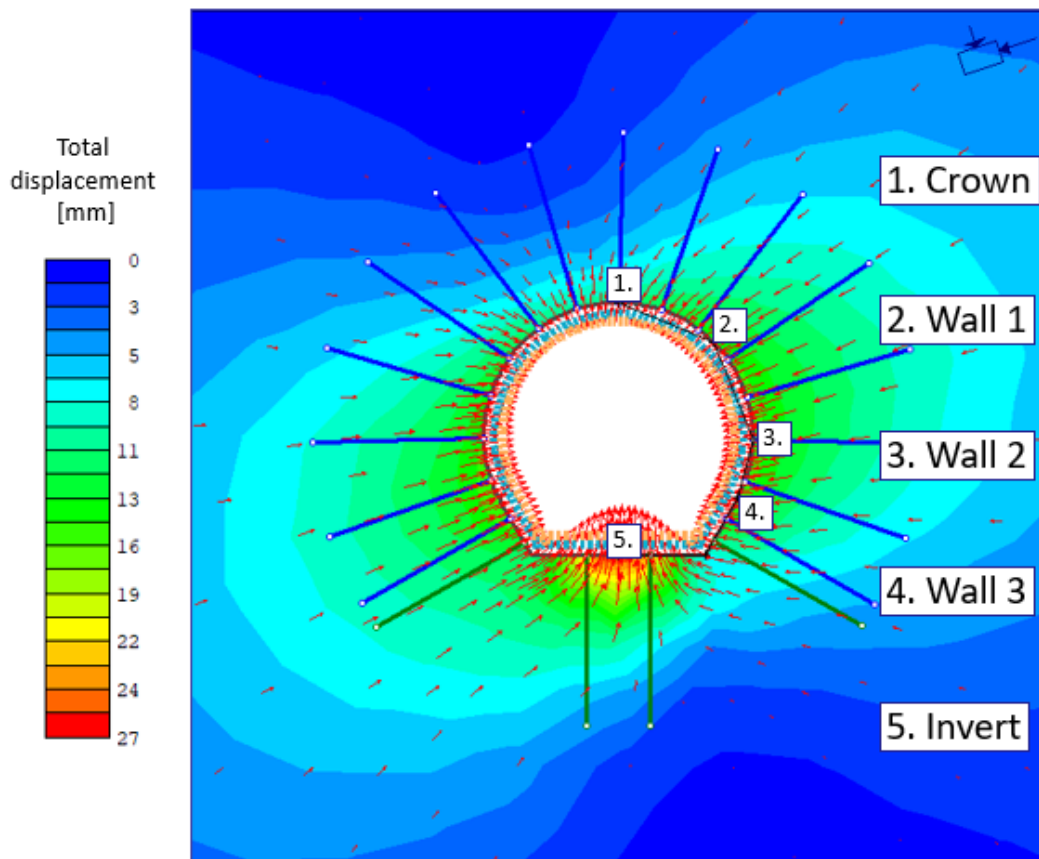 Total
displacement
[mm]
0
3
5
8
11
13
16
19
22
24
27
1. Crown
2. Wall 1
3. Wall 2
4. Wall 3
5. Invert
1.
2.
3.
4.
5.